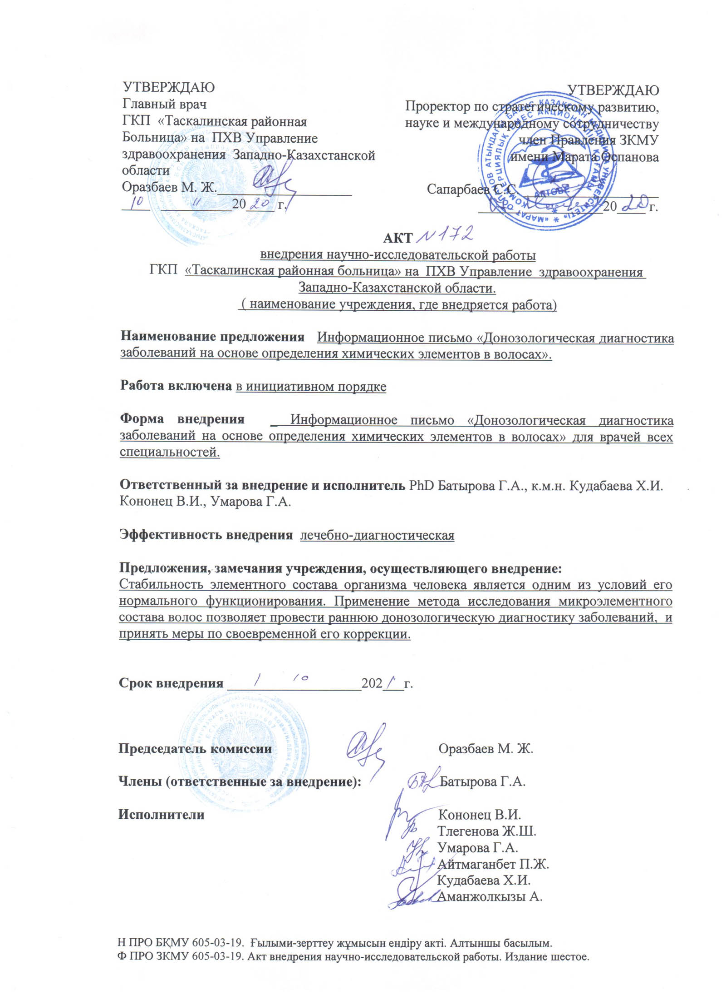 УТВЕРЖДАЮ
Главный врач
ГКП «Таскалинская районная
Больница» на ПХВ Управление
здравоохранения Западно-Казахстанской
области
Оразбаев М. Ж.
10 11 2020 г.
УТВЕРЖДАЮ
Проректор по стратегическому развитию,
науке и международному сотрудничеству
член Правления ЗКМУ
имени Марата Оспанова
Сапарбаев С.С.
2020 г.
АКТОБЕ
АКТ №172
внедрения научно-исследовательской работы
ГКП «Таскалинская районная больница» на ПХВ Управление здравоохранения
Западно-Казахстанской области.
( наименование учреждения, где внедряется работа)
Наименование предложения Информационное письмо «Донозологическая диагностика
заболеваний на основе определения химических элементов в волосах».
Работа включена в инициативном порядке
Форма внедрения _ Информационное письмо «Донозологическая диагностика
заболеваний на основе определения химических элементов в волосах» для врачей всех
специальностей.
Ответственный за внедрение и исполнитель PhD Батырова Г.А., к.м.н. Кудабаева Х.И.
Кононец В.И., Умарова Г.А.
Эффективность внедрения лечебно-диагностическая
Предложения, замечания учреждения, осуществляющего внедрение:
Стабильность элементного состава организма человека является одним из условий его
нормального функционирования. Применение метода исследования микроэлементного
состава волос позволяет провести раннюю донозологическую диагностику заболеваний, и
принять меры по своевременной его коррекции.
Срок внедрения 1 10 2021 г.
Председатель комиссии Оразбаев М. Ж.
Члены (ответственные за внедрение): Батырова Г.А.
Исполнители Кононец В.И.
Тлегенова Ж.Ш.
Умарова Г.А.
Айтмаганбет П.Ж.
Кудабаева Х.И.
Аманжолкызы А.
Н ПРО БҚМУ 605-03-19. Ғылыми-зерттеу жұмысын ендіру акті. Алтыншы басылым.
Ф ПРО ЗКМУ 605-03-19. Акт внедрения научно-исследовательской работы. Издание шестое.